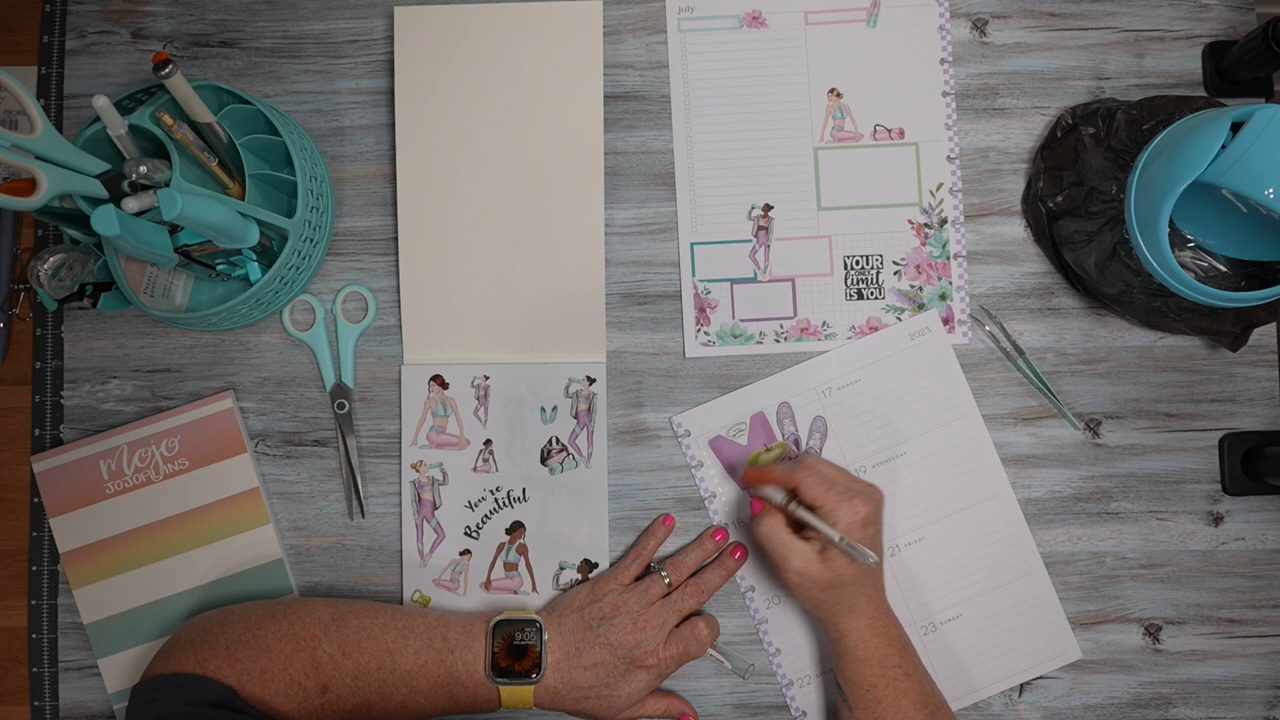 july
YOUR
ONLY
limit
IS YOU
mojo
JOJOPLANS
You're
Beautiful
9:05
2023
17 MONDAY
18
19 WEDNESDAY
20
21 FRIDAY
22
23 SUNDAY